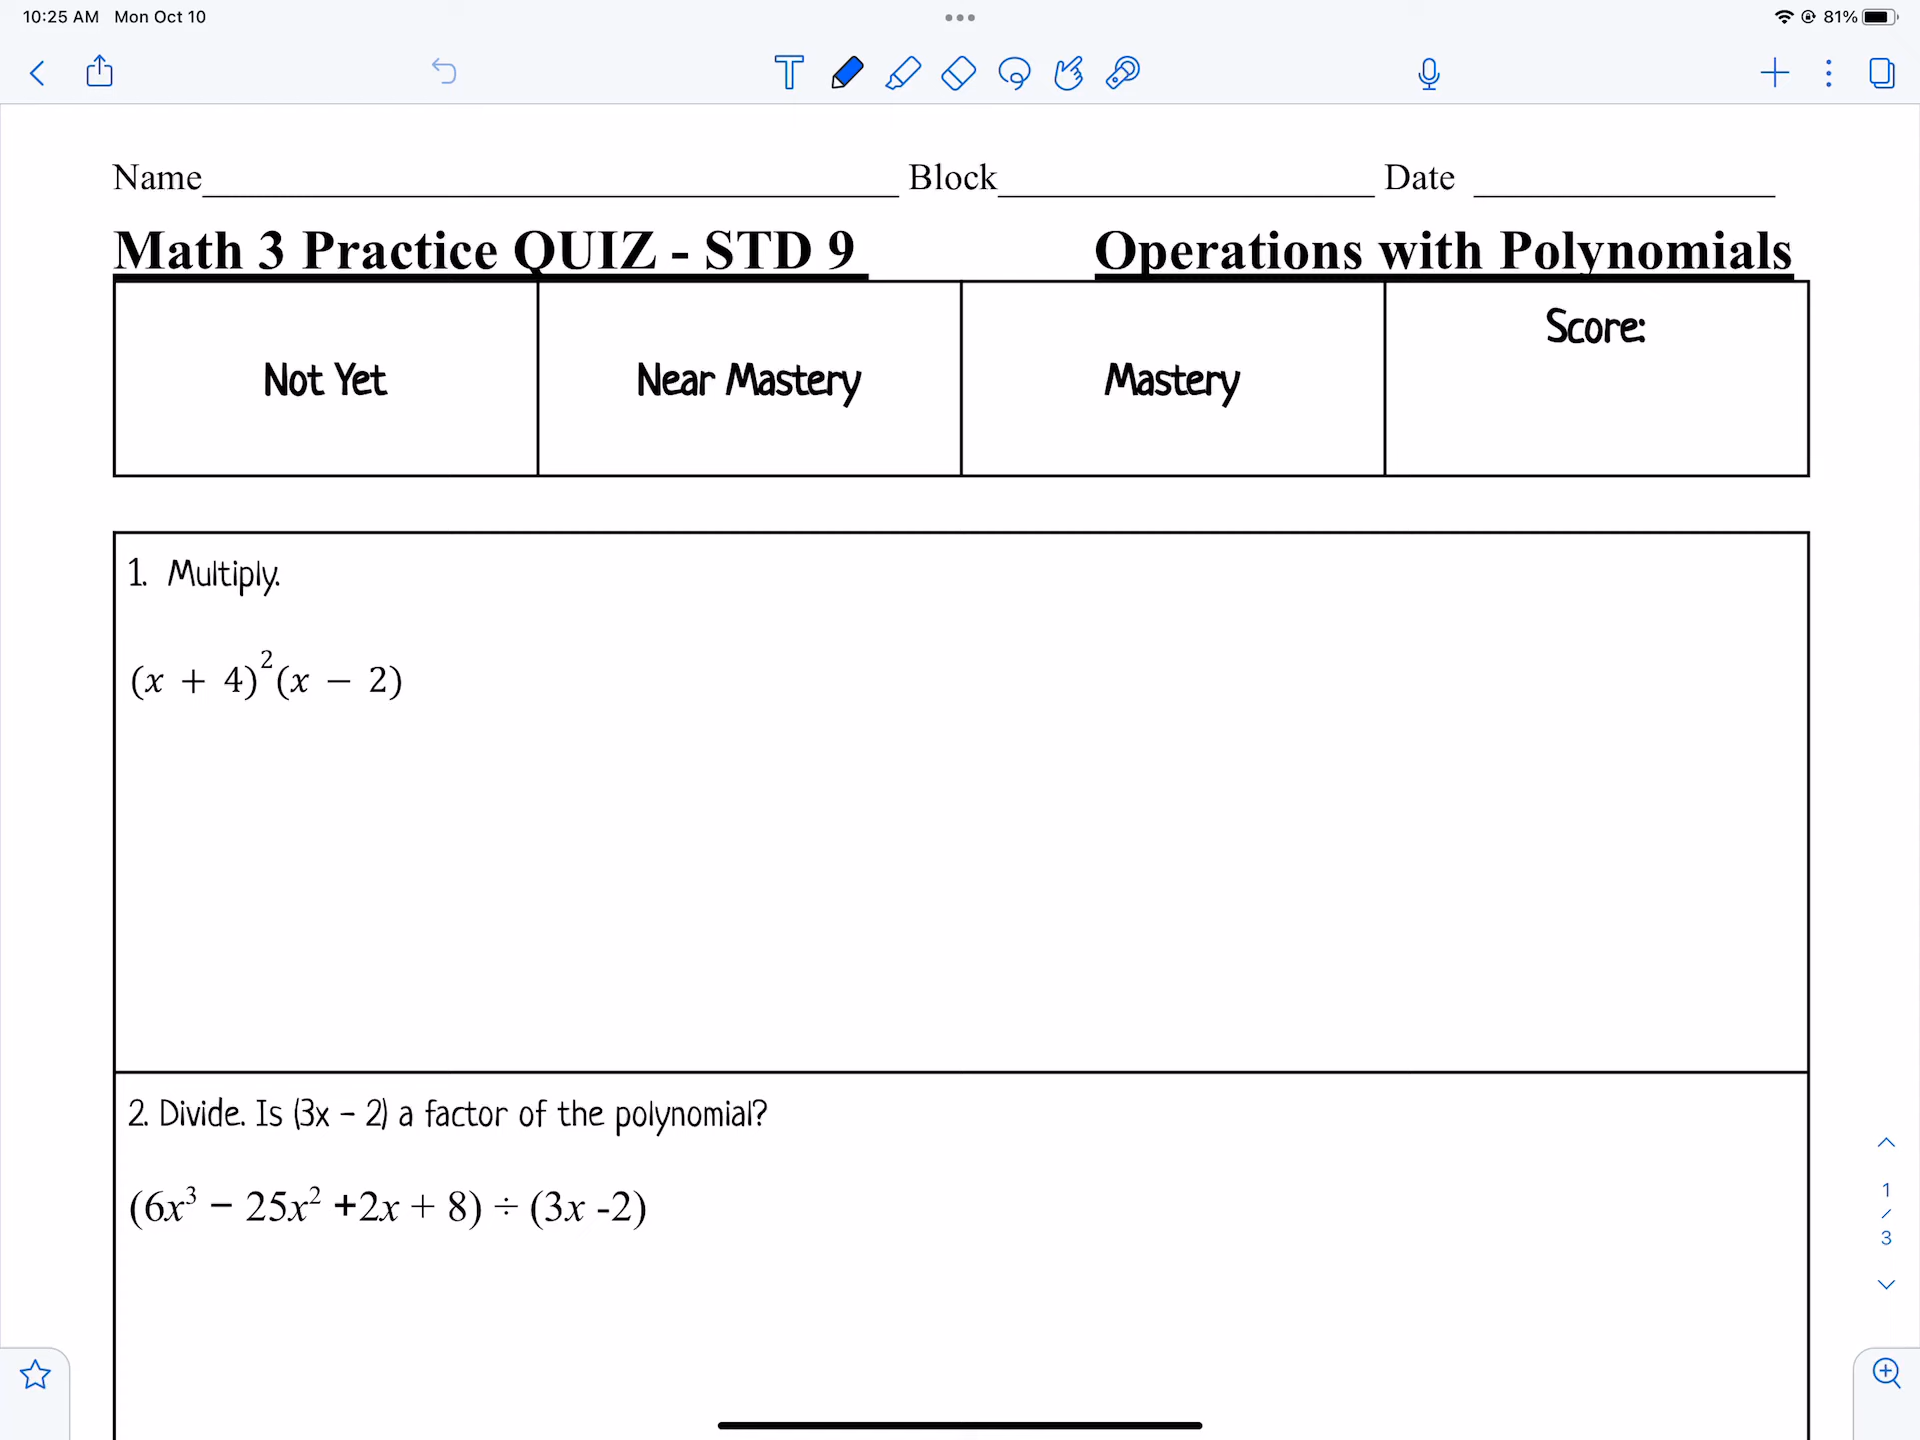 10:25 AM Mon Oct 10
81%
Name Block Date
Math 3 Practice QUIZ - STD 9 Operations with Polynomials
Not Yet Near Mastery Mastery Score:
1. Multiply.
(x + 4)²(x − 2)
2. Divide. Is (3x − 2) a factor of the polynomial?
(6x³ − 25x² +2x + 8) ÷ (3x -2)
1
/
3